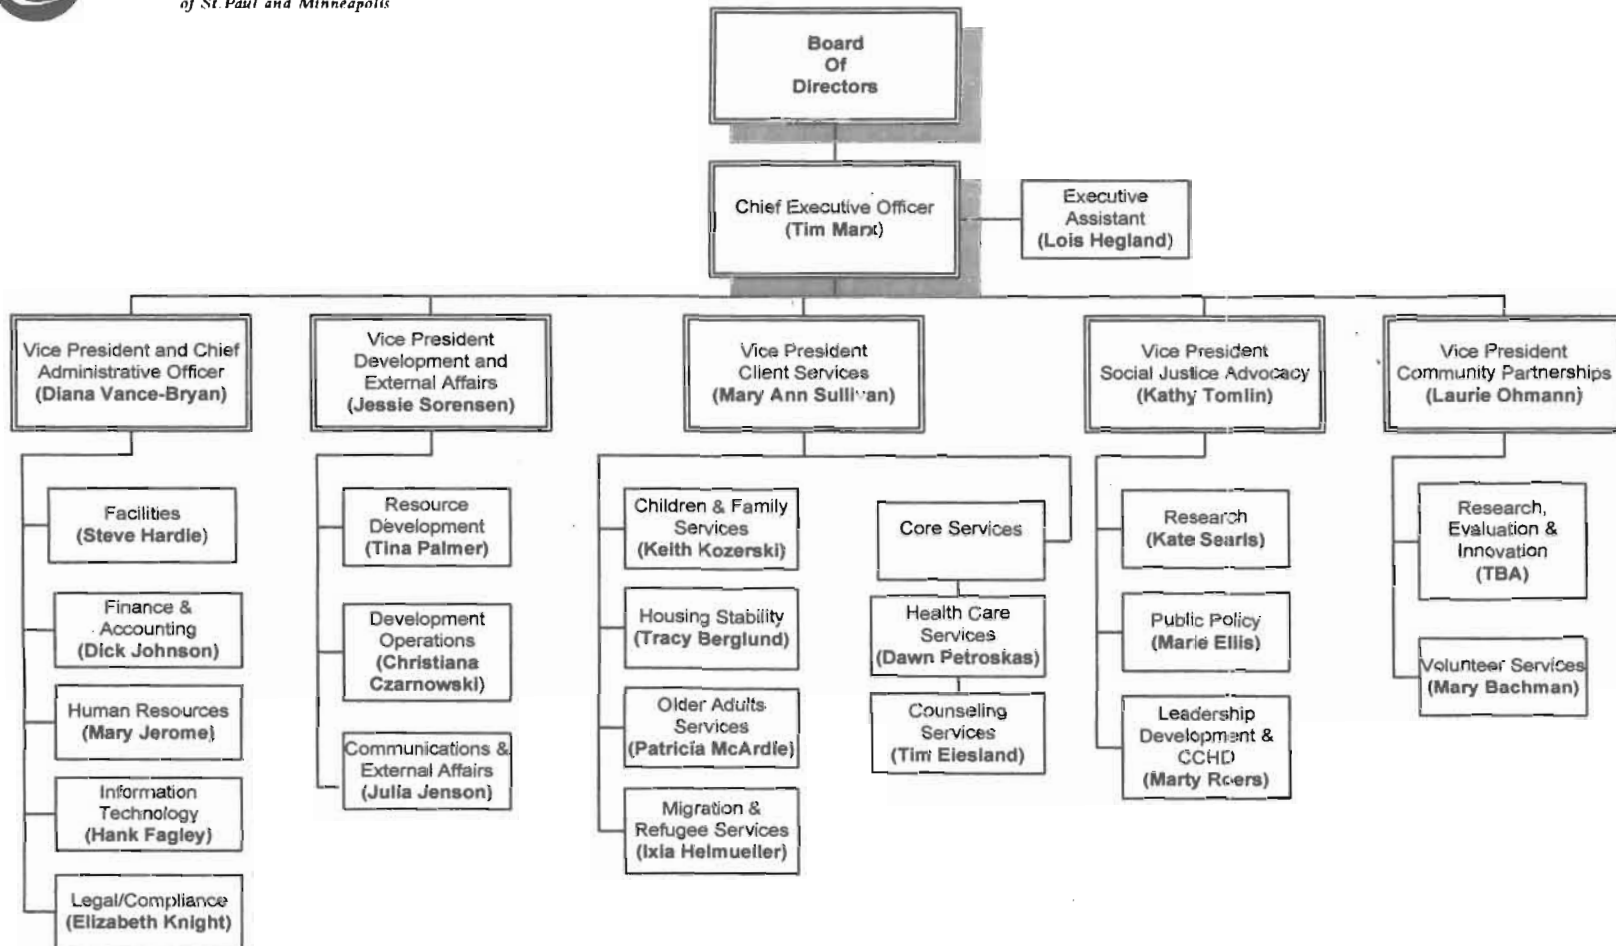 of St. Paul and Minneapolis
Board
Of
Directors
Chief Executive Officer
(Tim Marx)
Executive
Assistant
(Lois Hegland)
Vice President and Chief
Administrative Officer
(Diana Vance-Bryan)
Vice President
Development and
External Affairs
(Jessie Sorensen)
Vice President
Client Services
(Mary Ann Sullivan)
Vice President
Social Justice Advocacy
(Kathy Tomlin)
Vice President
Community Partnerships
(Laurie Ohmann)
Facilities
(Steve Hardie)
Finance &
Accounting
(Dick Johnson)
Human Resources
(Mary Jerome)
Information
Technology
(Hank Fagley)
Legal/Compliance
(Elizabeth Knight)
Resource
Development
(Tina Palmer)
Development
Operations
(Christiana
Czarnowski)
Communications &
External Affairs
(Julia Jenson)
Children & Family
Services
(Keith Kozerski)
Housing Stability
(Tracy Berglund)
Older Adults
Services
(Patricia McArdle)
Migration &
Refugee Services
(Ixia Helmueller)
Core Services
Health Care
Services
(Dawn Petroskas)
Counseling
Services
(Tim Eiesland)
Research
(Kate Searls)
Public Policy
(Marie Ellis)
Leadership
Development &
CCHD
(Marty Roers)
Research,
Evaluation &
Innovation
(TBA)
Volunteer Services
(Mary Bachman)